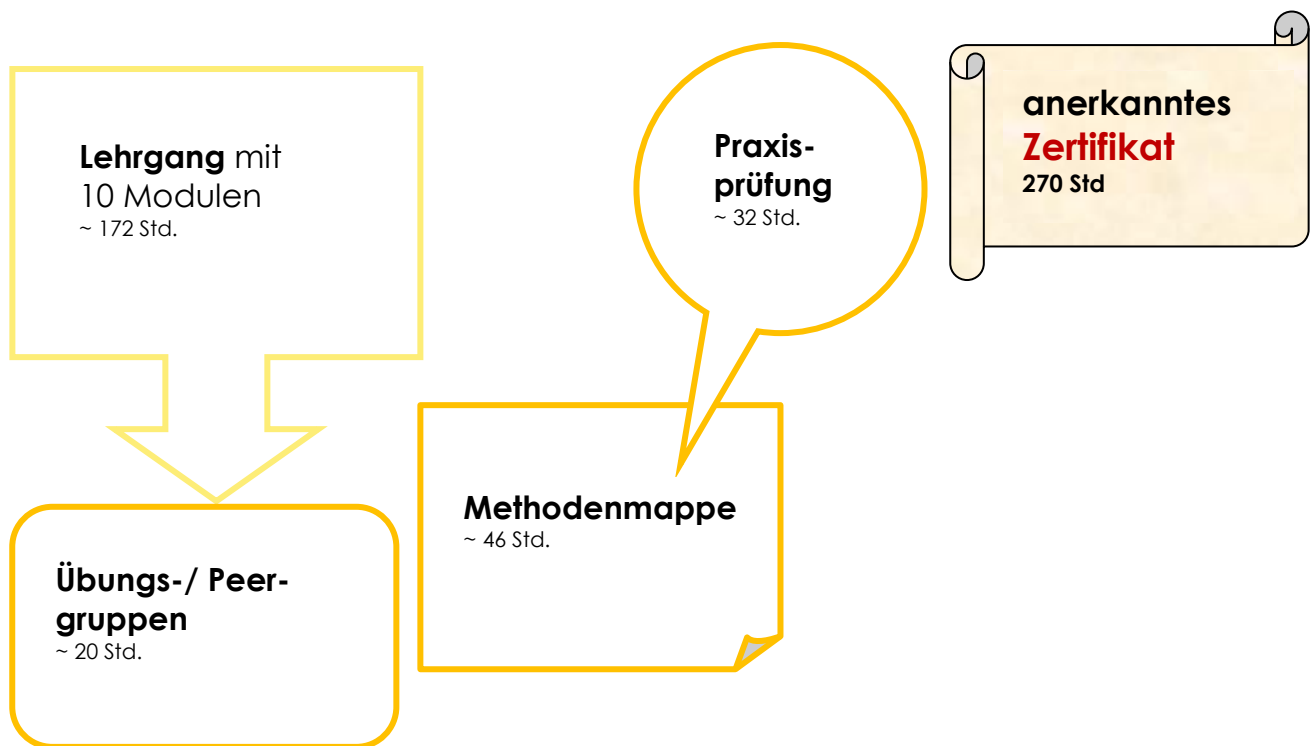 Lehrgang mit
10 Modulen
~ 172 Std.
Übungs-/ Peer-
gruppen
~ 20 Std.
Methodenmappe
~ 46 Std.
Praxis-
prüfung
~ 32 Std.
anerkanntes
Zertifikat
270 Std